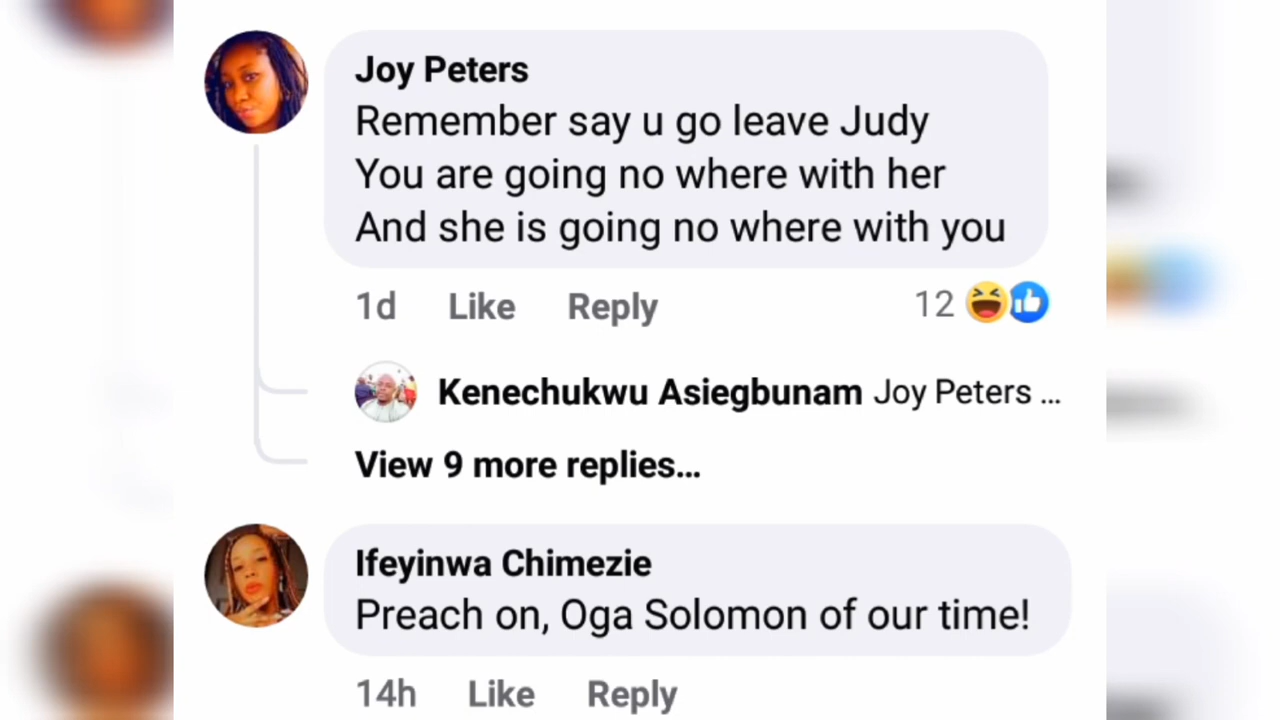 Joy Peters
Remember say u go leave Judy
You are going no where with her
And she is going no where with you
1d Like Reply 12
Kenechukwu Asiegbunam Joy Peters ...
View 9 more replies...
Ifeyinwa Chimezie
Preach on, Oga Solomon of our time!
14h Like Reply